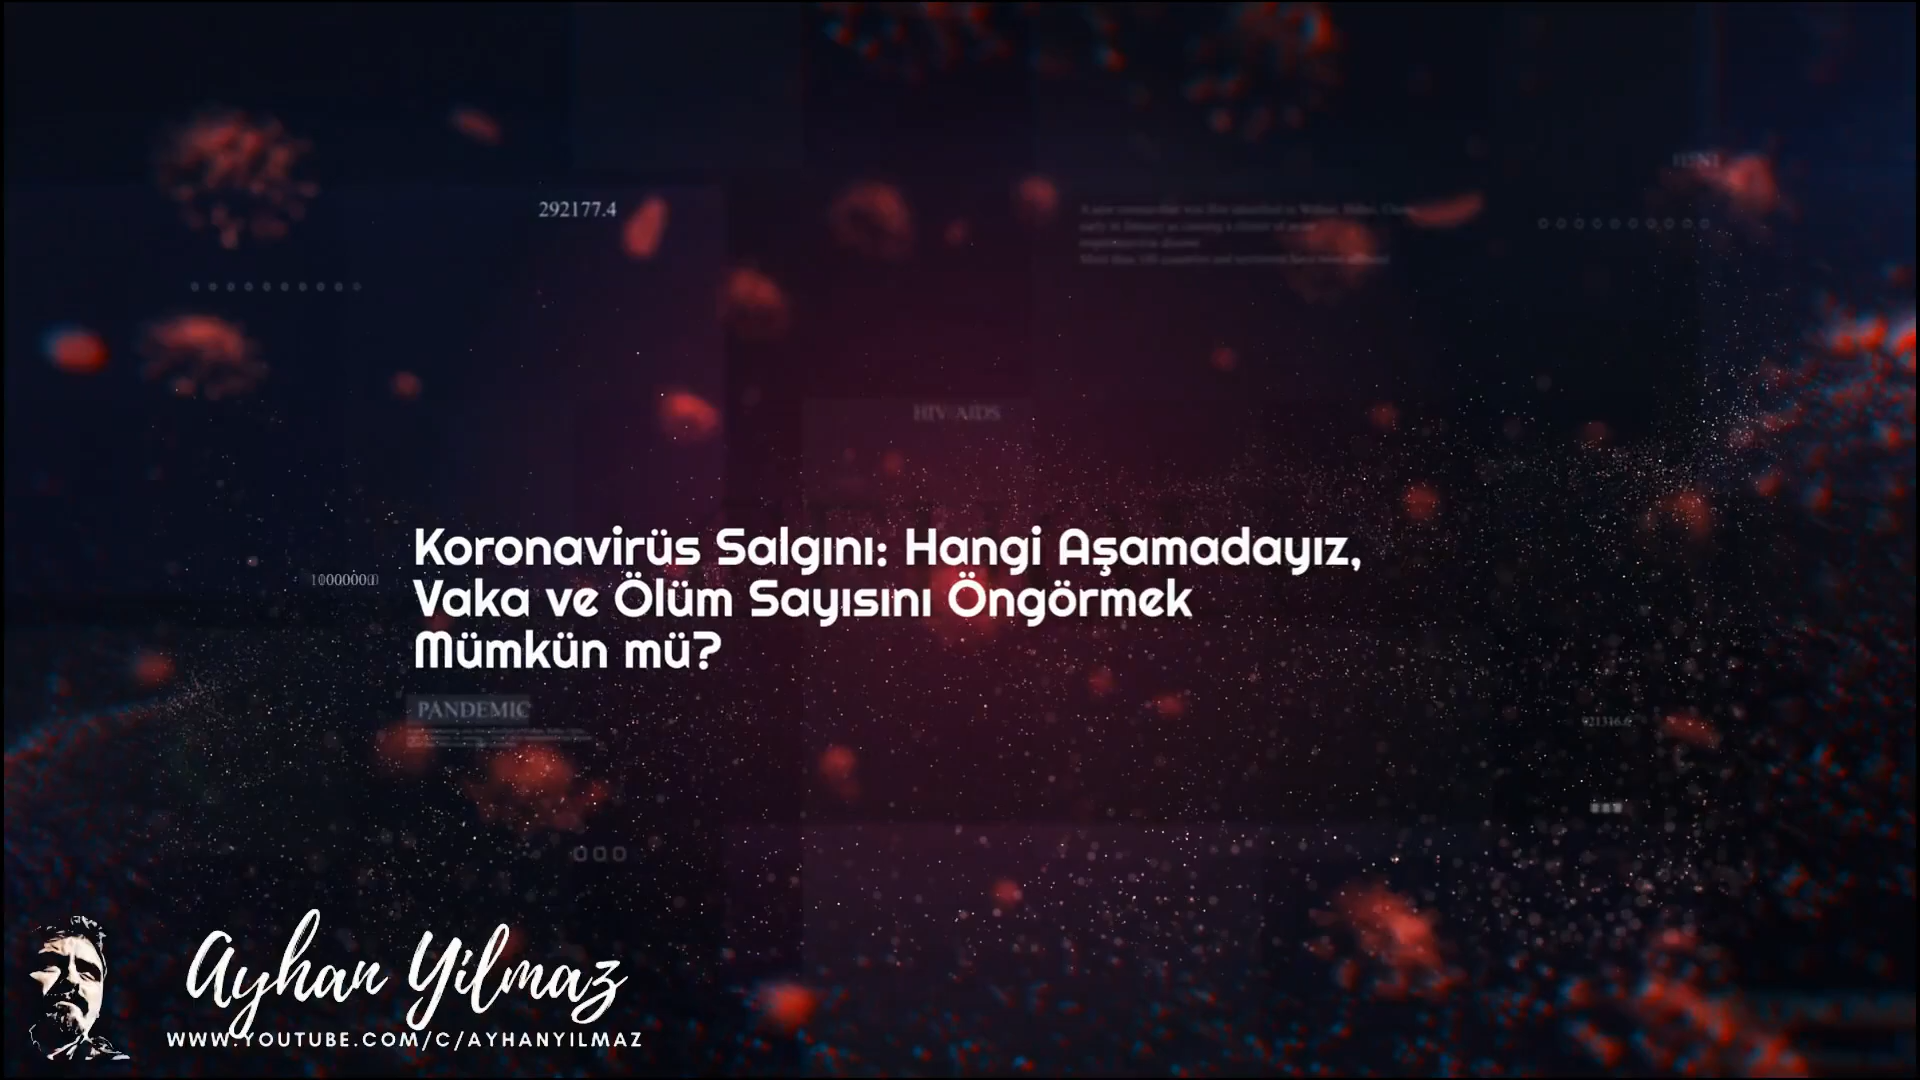 292177.4
HIV/AIDS
Koronavirüs Salgını: Hangi Aşamadayız,
Vaka ve Ölüm Sayısını Öngörmek
Mümkün mü?
PANDEMIC
Ayhan Yilmaz
WWW.YOUTUBE.COM/C/AYHANYILMAZ